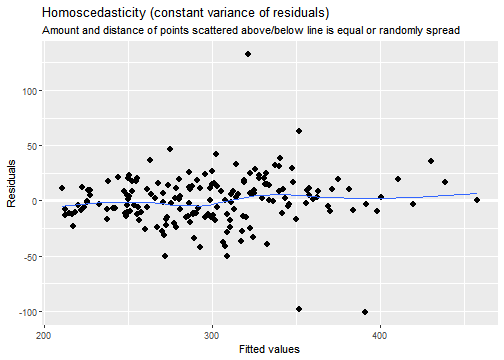 Homoscedasticity (constant variance of residuals)
Amount and distance of points scattered above/below line is equal or randomly spread
100
50
0
-50
-100
Residuals
200
300
400
Fitted values